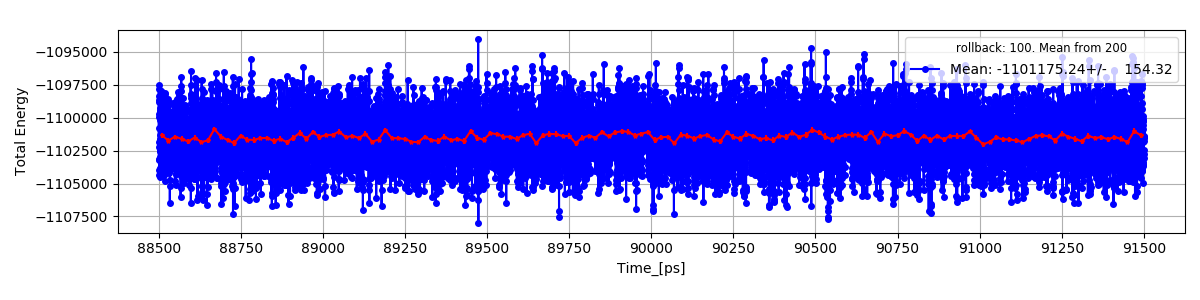 −1095000
−1097500
−1100000
−1102500
−1105000
−1107500
Total Energy
rollback: 100. Mean from 200
Mean: -1101175.24+/- 154.32
88500 88750 89000 89250 89500 89750 90000 90250 90500 90750 91000 91250 91500
Time_[ps]